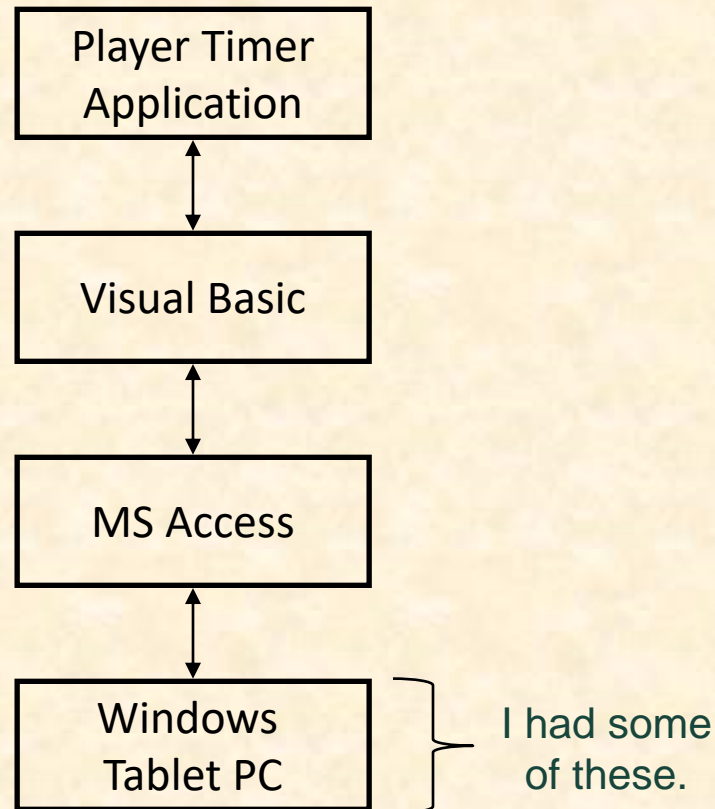 Player Timer
Application
Visual Basic
MS Access
Windows
Tablet PC
I had some
of these.